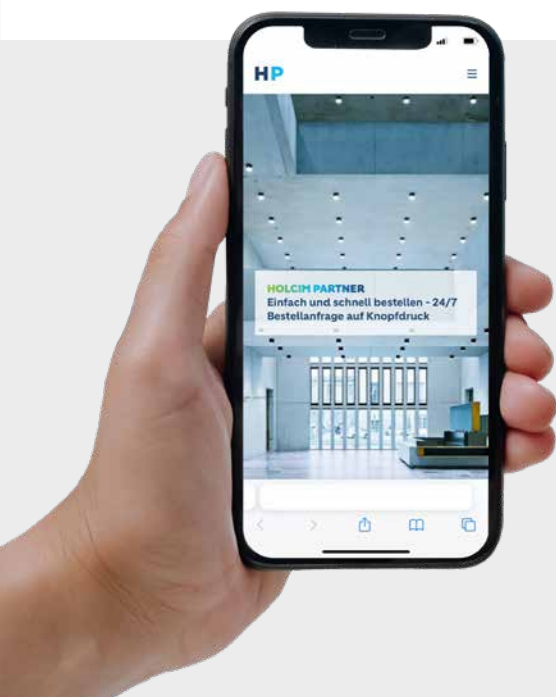 HP
HOLCIM PARTNER
Einfach und schnell bestellen - 24/7
Bestellanfrage auf Knopfdruck